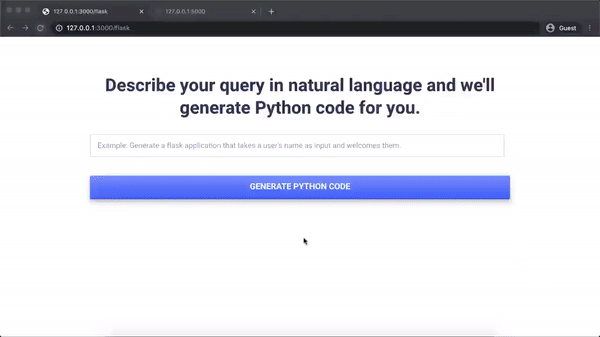 127.0.0.1:3000/flask
127.0.0.1:5000
127.0.0.1:3000/flask
Guest
Describe your query in natural language and we'll
generate Python code for you.
Example: Generate a flask application that takes a user's name as input and welcomes them.
GENERATE PYTHON CODE